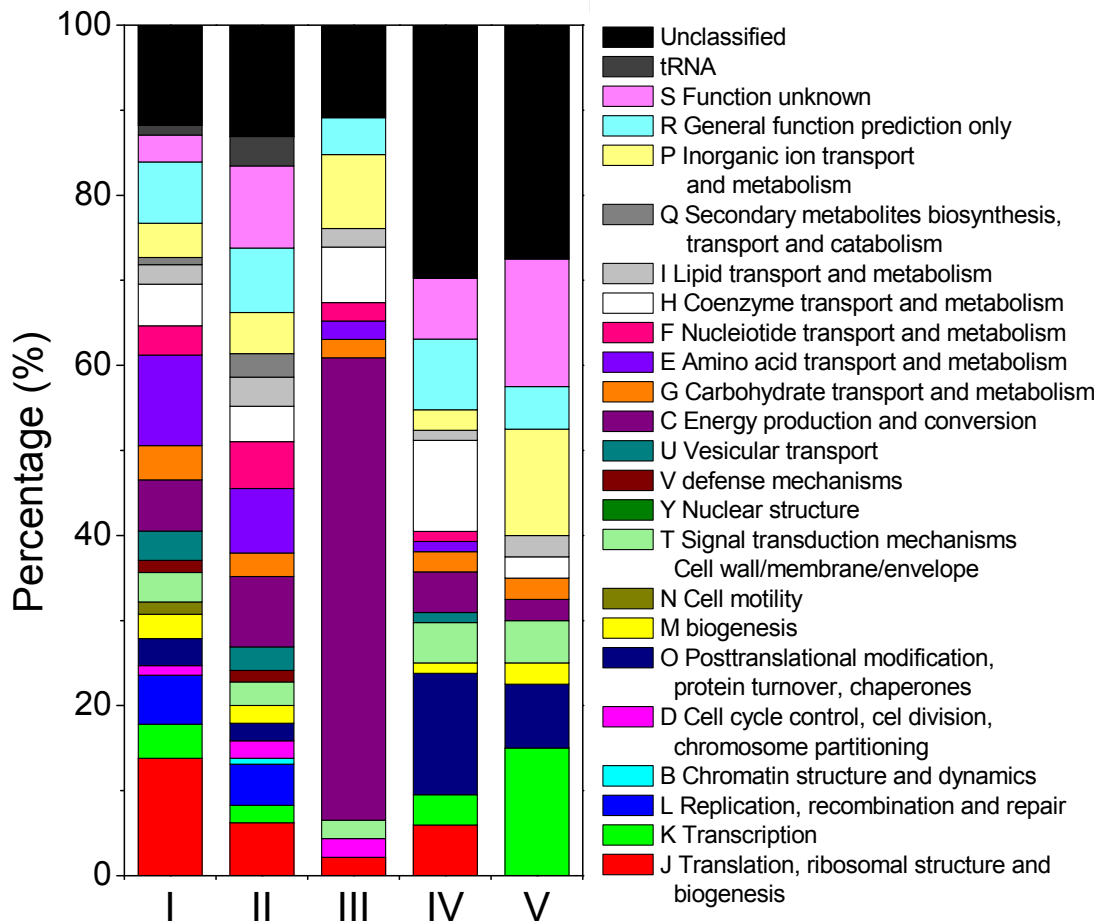 100
80
60
40
20
0
Percentage (%)
I II III IV V
Unclassified
tRNA
S Function unknown
R General function prediction only
P Inorganic ion transport
and metabolism
Q Secondary metabolites biosynthesis,
transport and catabolism
I Lipid transport and metabolism
H Coenzyme transport and metabolism
F Nucleiotide transport and metabolism
E Amino acid transport and metabolism
G Carbohydrate transport and metabolism
C Energy production and conversion
U Vesicular transport
V defense mechanisms
Y Nuclear structure
T Signal transduction mechanisms
Cell wall/membrane/envelope
N Cell motility
M biogenesis
O Posttranslational modification,
protein turnover, chaperones
D Cell cycle control, cel division,
chromosome partitioning
B Chromatin structure and dynamics
L Replication, recombination and repair
K Transcription
J Translation, ribosomal structure and
biogenesis